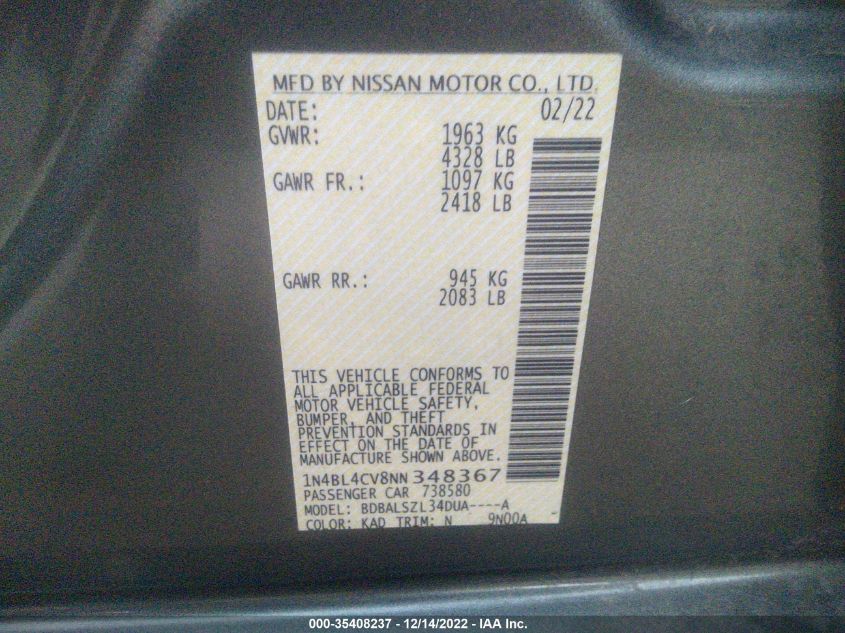 MFD BY NISSAN MOTOR CO., LTD.
DATE: 02/22
GVWR: 1963 KG
4328 LB
GAWR FR.: 1097 KG
2418 LB
GAWR RR.: 945 KG
2083 LB
THIS VEHICLE CONFORMS TO
ALL APPLICABLE FEDERAL
MOTOR VEHICLE SAFETY,
BUMPER, AND THEFT
PREVENTION STANDARDS IN
EFFECT ON THE DATE OF
MANUFACTURE SHOWN ABOVE.
1N4BL4CV8NN348367
PASSENGER CAR 738580
MODEL: BDBALSZL34DUA----A
COLOR: KAD TRIM: N 9N00A
000-35408237 - 12/14/2022 - IAA Inc.